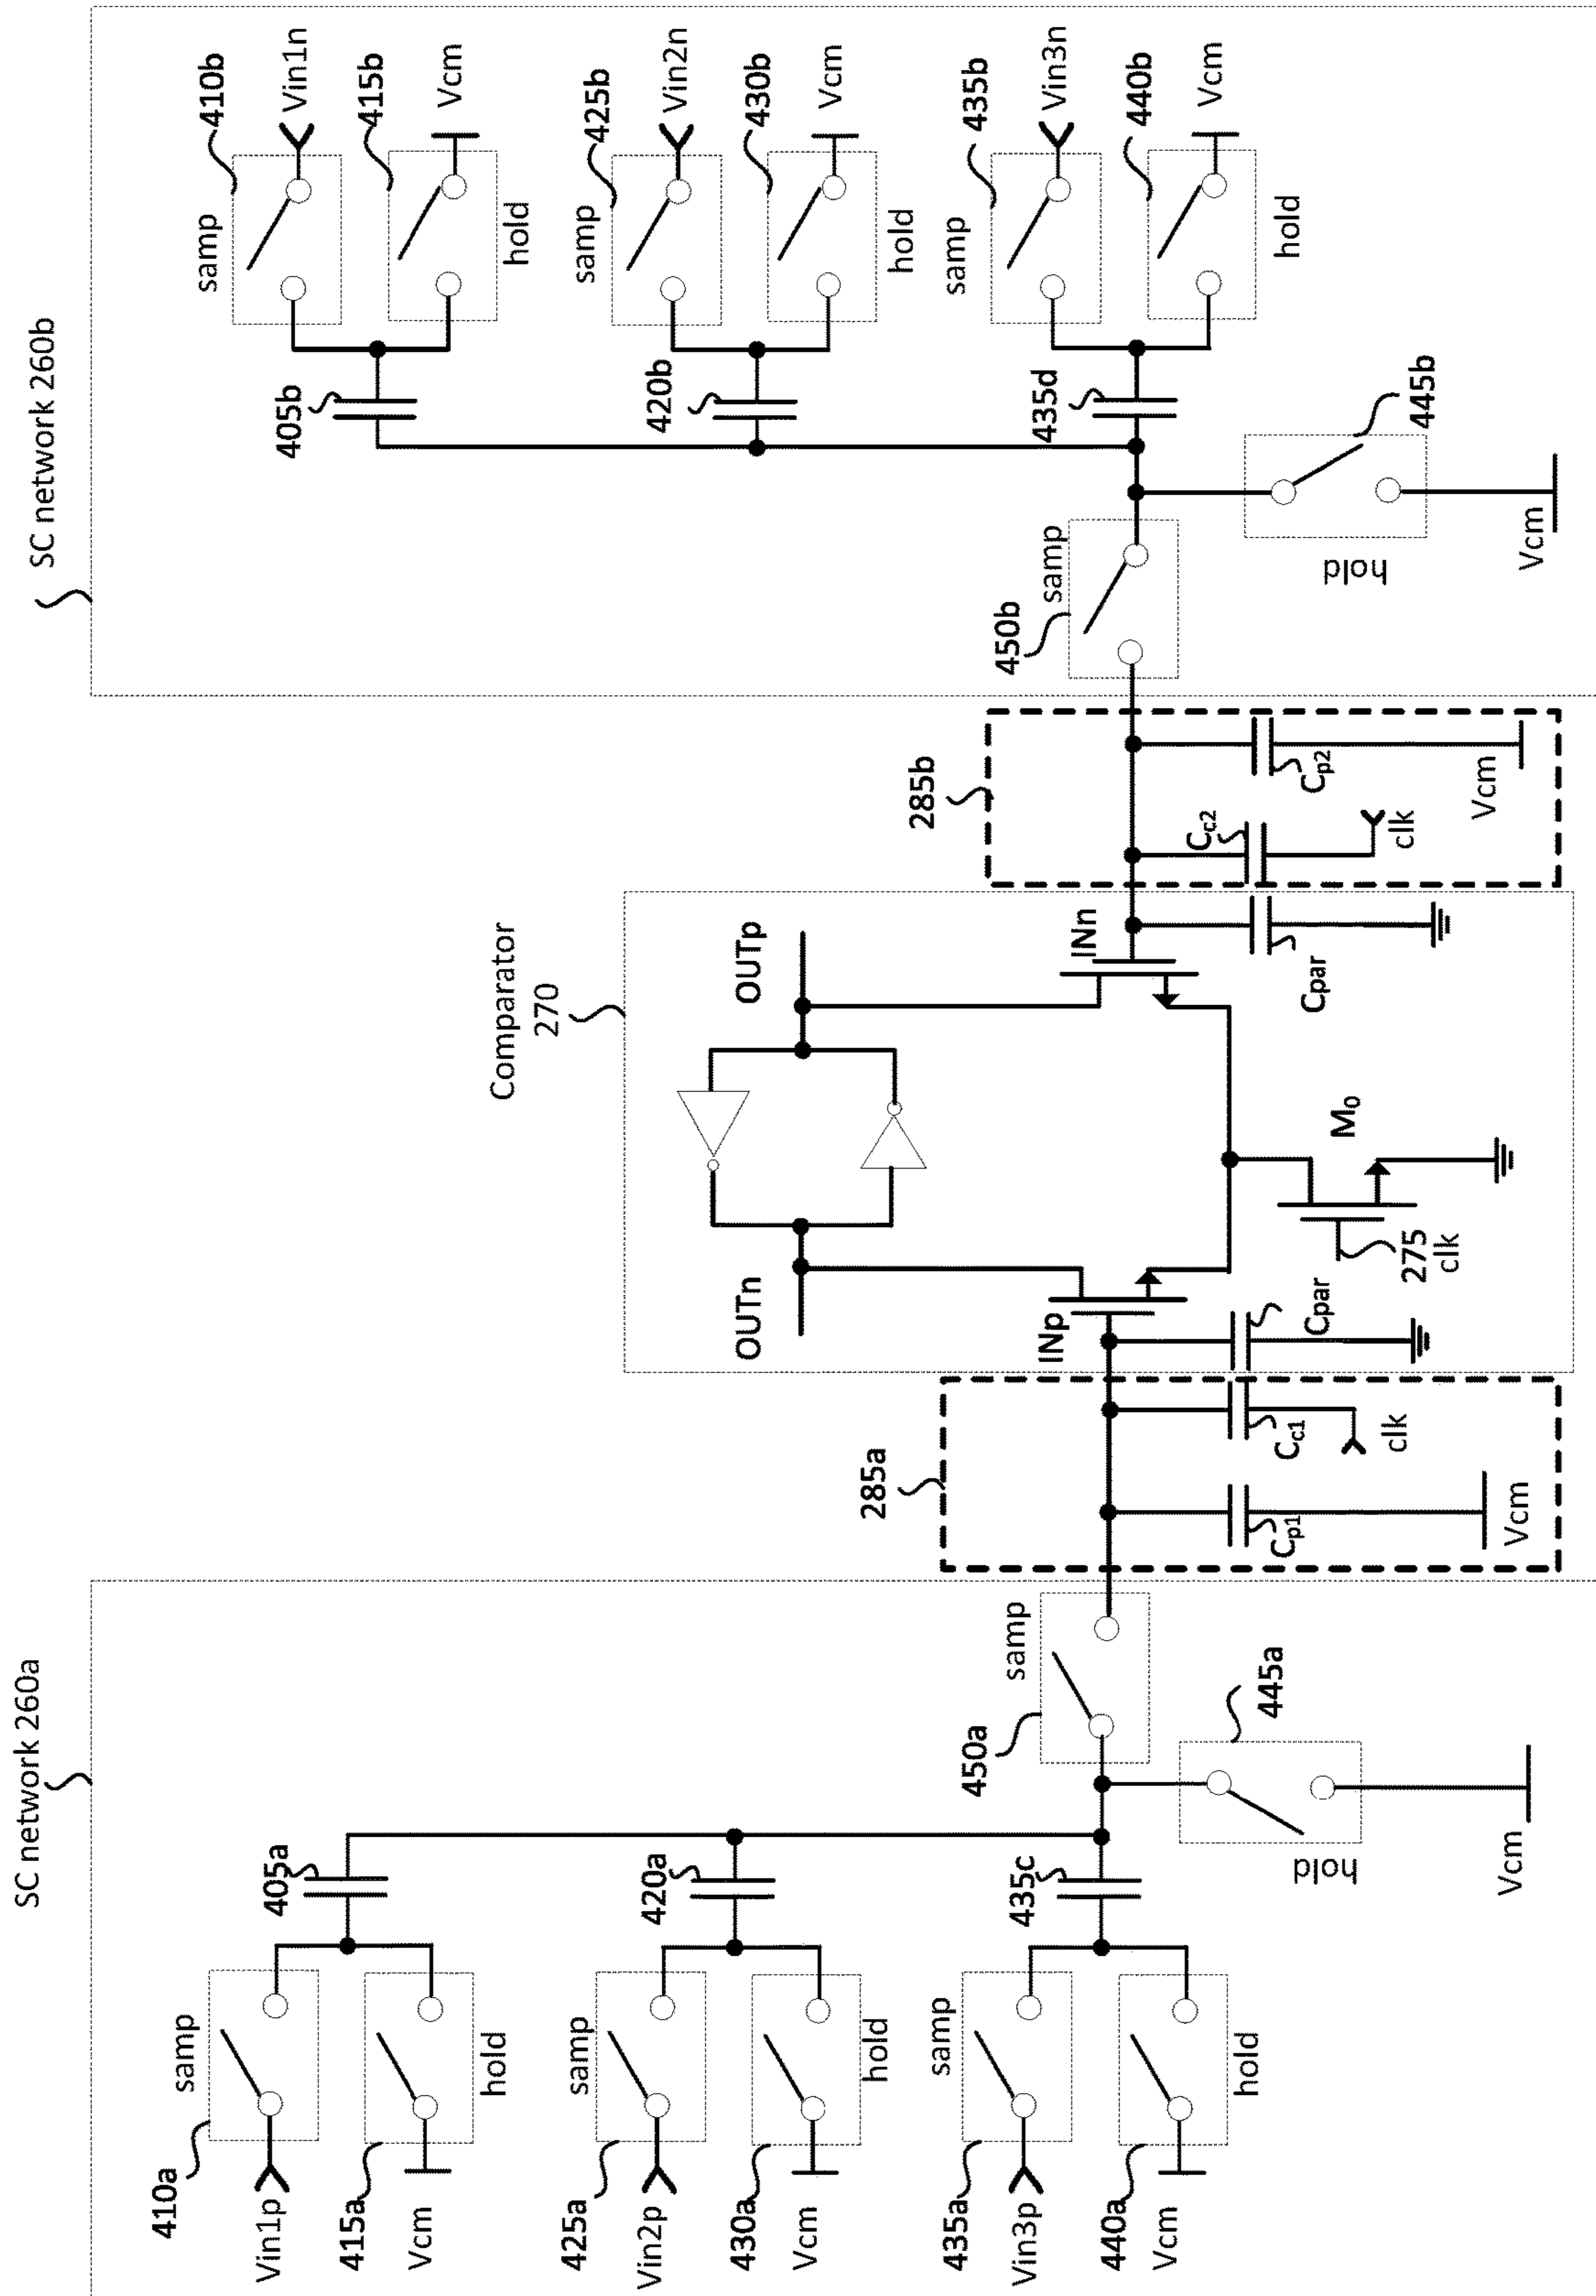 SC network 260a
410a
samp
Vin1p
415a
hold
Vcm
405a
425a
samp
Vin2p
430a
hold
Vcm
420a
435a
samp
Vin3p
440a
hold
Vcm
435c
450a
samp
445a
hold
Vcm
285a
Cp1
Vcm
Cc1
clk
Comparator
270
OUTn
OUTp
INp
INn
Cpar
Cpar
M0
275
clk
285b
Cc2
clk
Cp2
Vcm
SC network 260b
450b
samp
445b
hold
Vcm
405b
410b
samp
Vin1n
415b
hold
Vcm
420b
425b
samp
Vin2n
430b
hold
Vcm
435d
435b
samp
Vin3n
440b
hold
Vcm